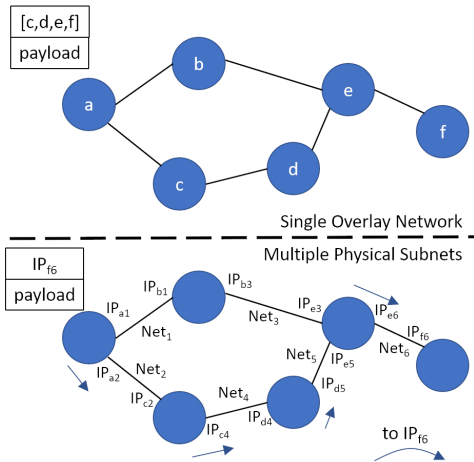 [c,d,e,f]
payload
b
e
a
f
d
c
Single Overlay Network
Multiple Physical Subnets
IPf6
payload
IPb1 IPb3
IPa1
Net1
Net3
IPe3
IPe6
IPf6
Net6
IPa2
Net2
Net5
IPe5
IPc2
Net4
IPd5
IPc4
IPd4
to IPf6